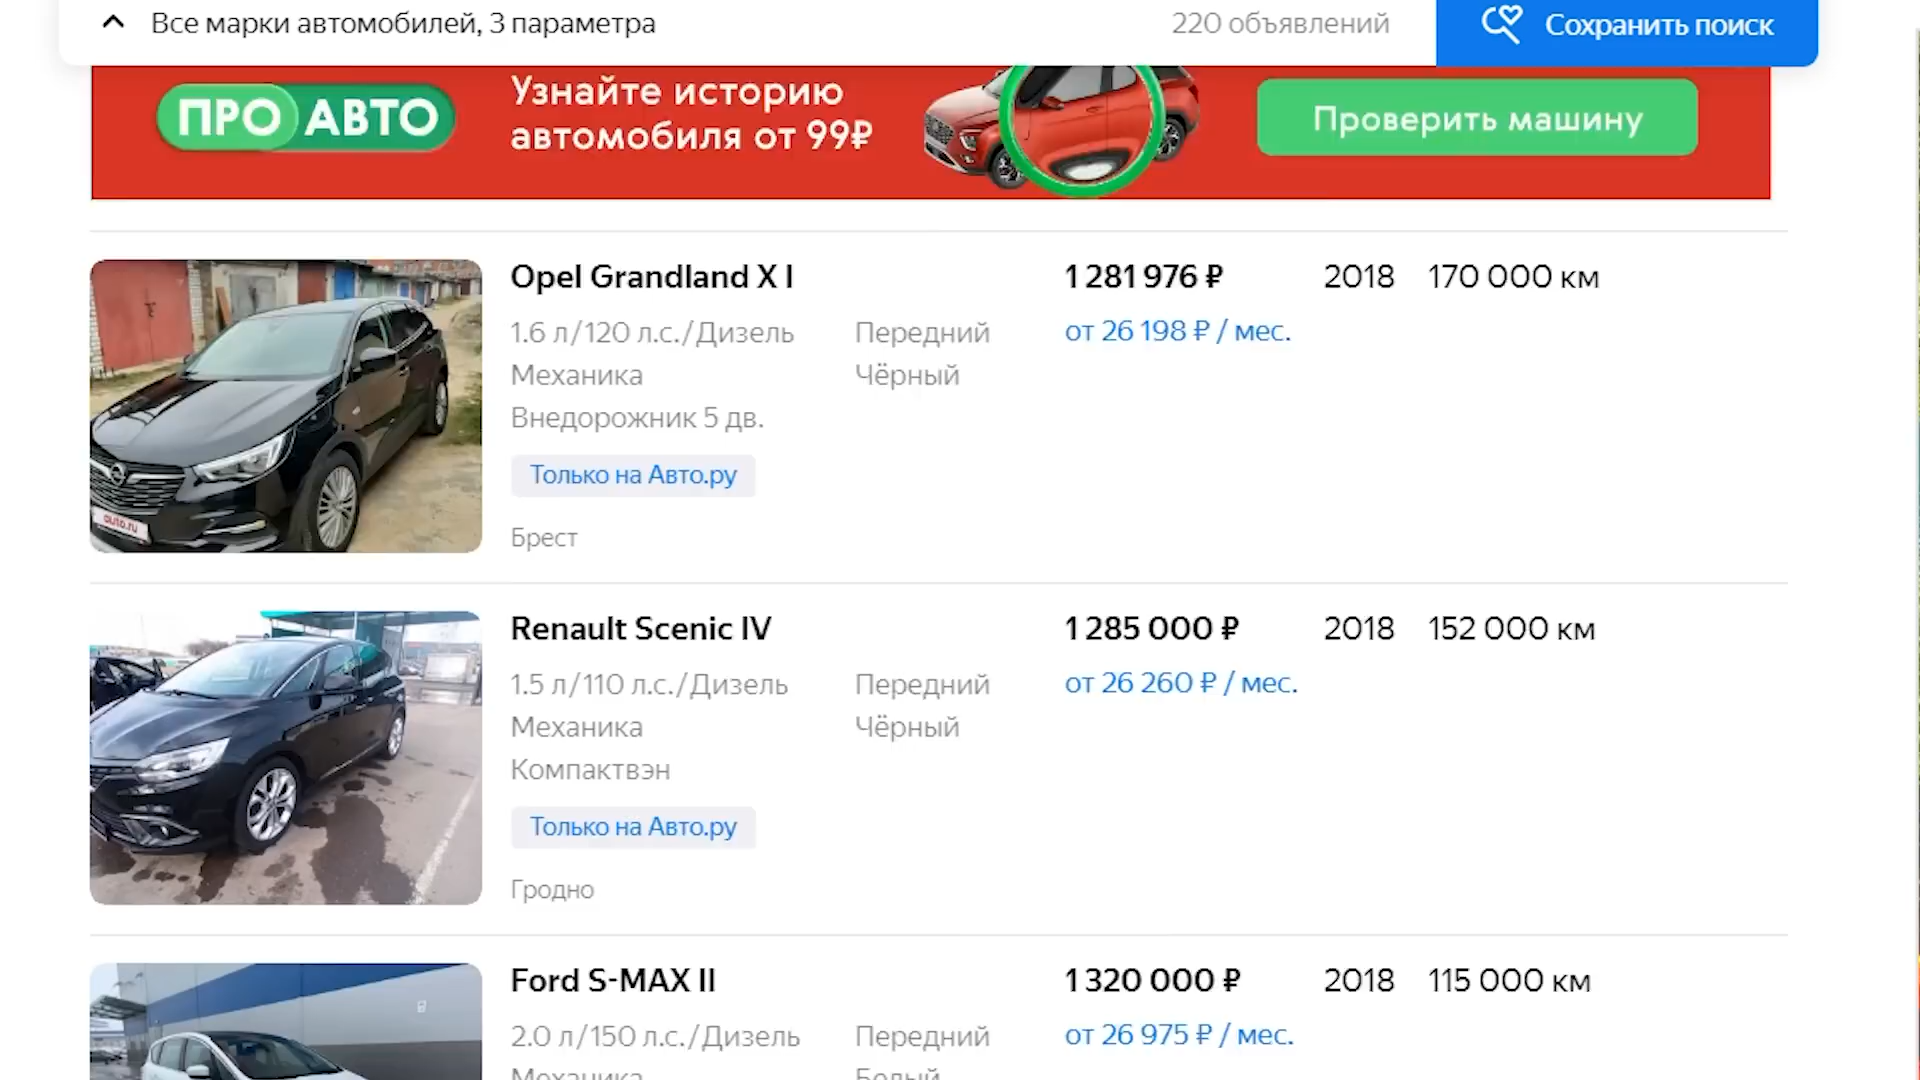 Все марки автомобилей, 3 параметра
220 объявлений
Сохранить поиск
ПРО АВТО
Узнайте историю
автомобиля от 99₽
Проверить машину
Opel Grandland X I
1 281 976 ₽
2018
170 000 км
1.6 л/120 л.с./Дизель
Передний
от 26 198 ₽ / мес.
Механика
Чёрный
Внедорожник 5 дв.
Только на Авто.ру
auto.ru
Брест
Renault Scenic IV
1 285 000 ₽
2018
152 000 км
1.5 л/110 л.с./Дизель
Передний
от 26 260 ₽ / мес.
Механика
Чёрный
Компактвэн
Только на Авто.ру
Гродно
Ford S-MAX II
1 320 000 ₽
2018
115 000 км
2.0 л/150 л.с./Дизель
Передний
от 26 975 ₽ / мес.
Механика
Белый